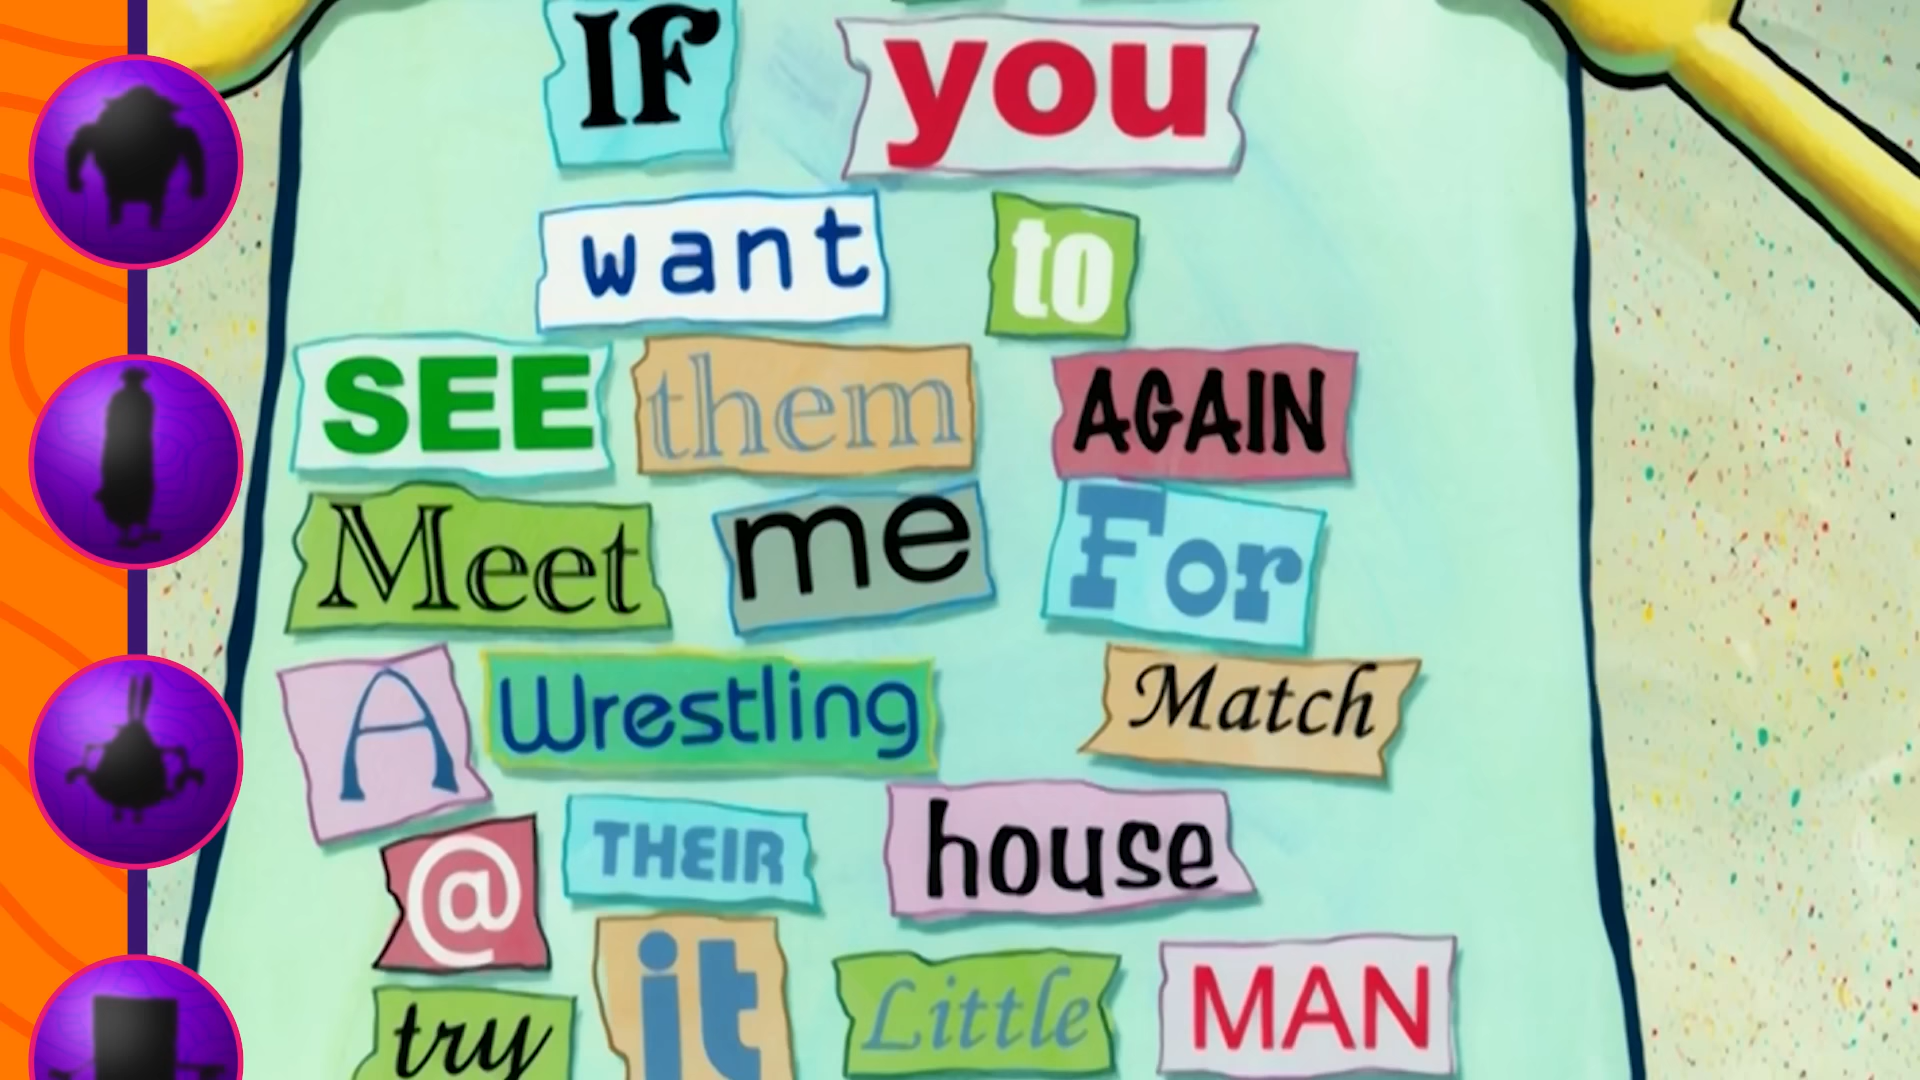 IF you
want to
SEE them AGAIN
Meet me For
A Wrestling Match
@ THEIR house
try it Little MAN